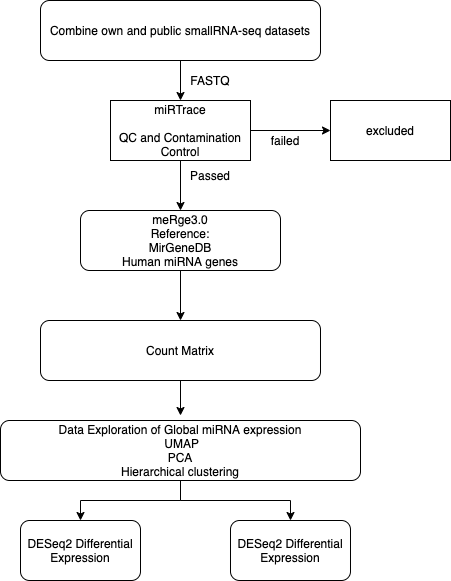 Combine own and public smallRNA-seq datasets
FASTQ
miRTrace
QC and Contamination
Control
failed
excluded
Passed
meRge3.0
Reference:
MirGeneDB
Human miRNA genes
Count Matrix
Data Exploration of Global miRNA expression
UMAP
PCA
Hierarchical clustering
DESeq2 Differential
Expression
DESeq2 Differential
Expression